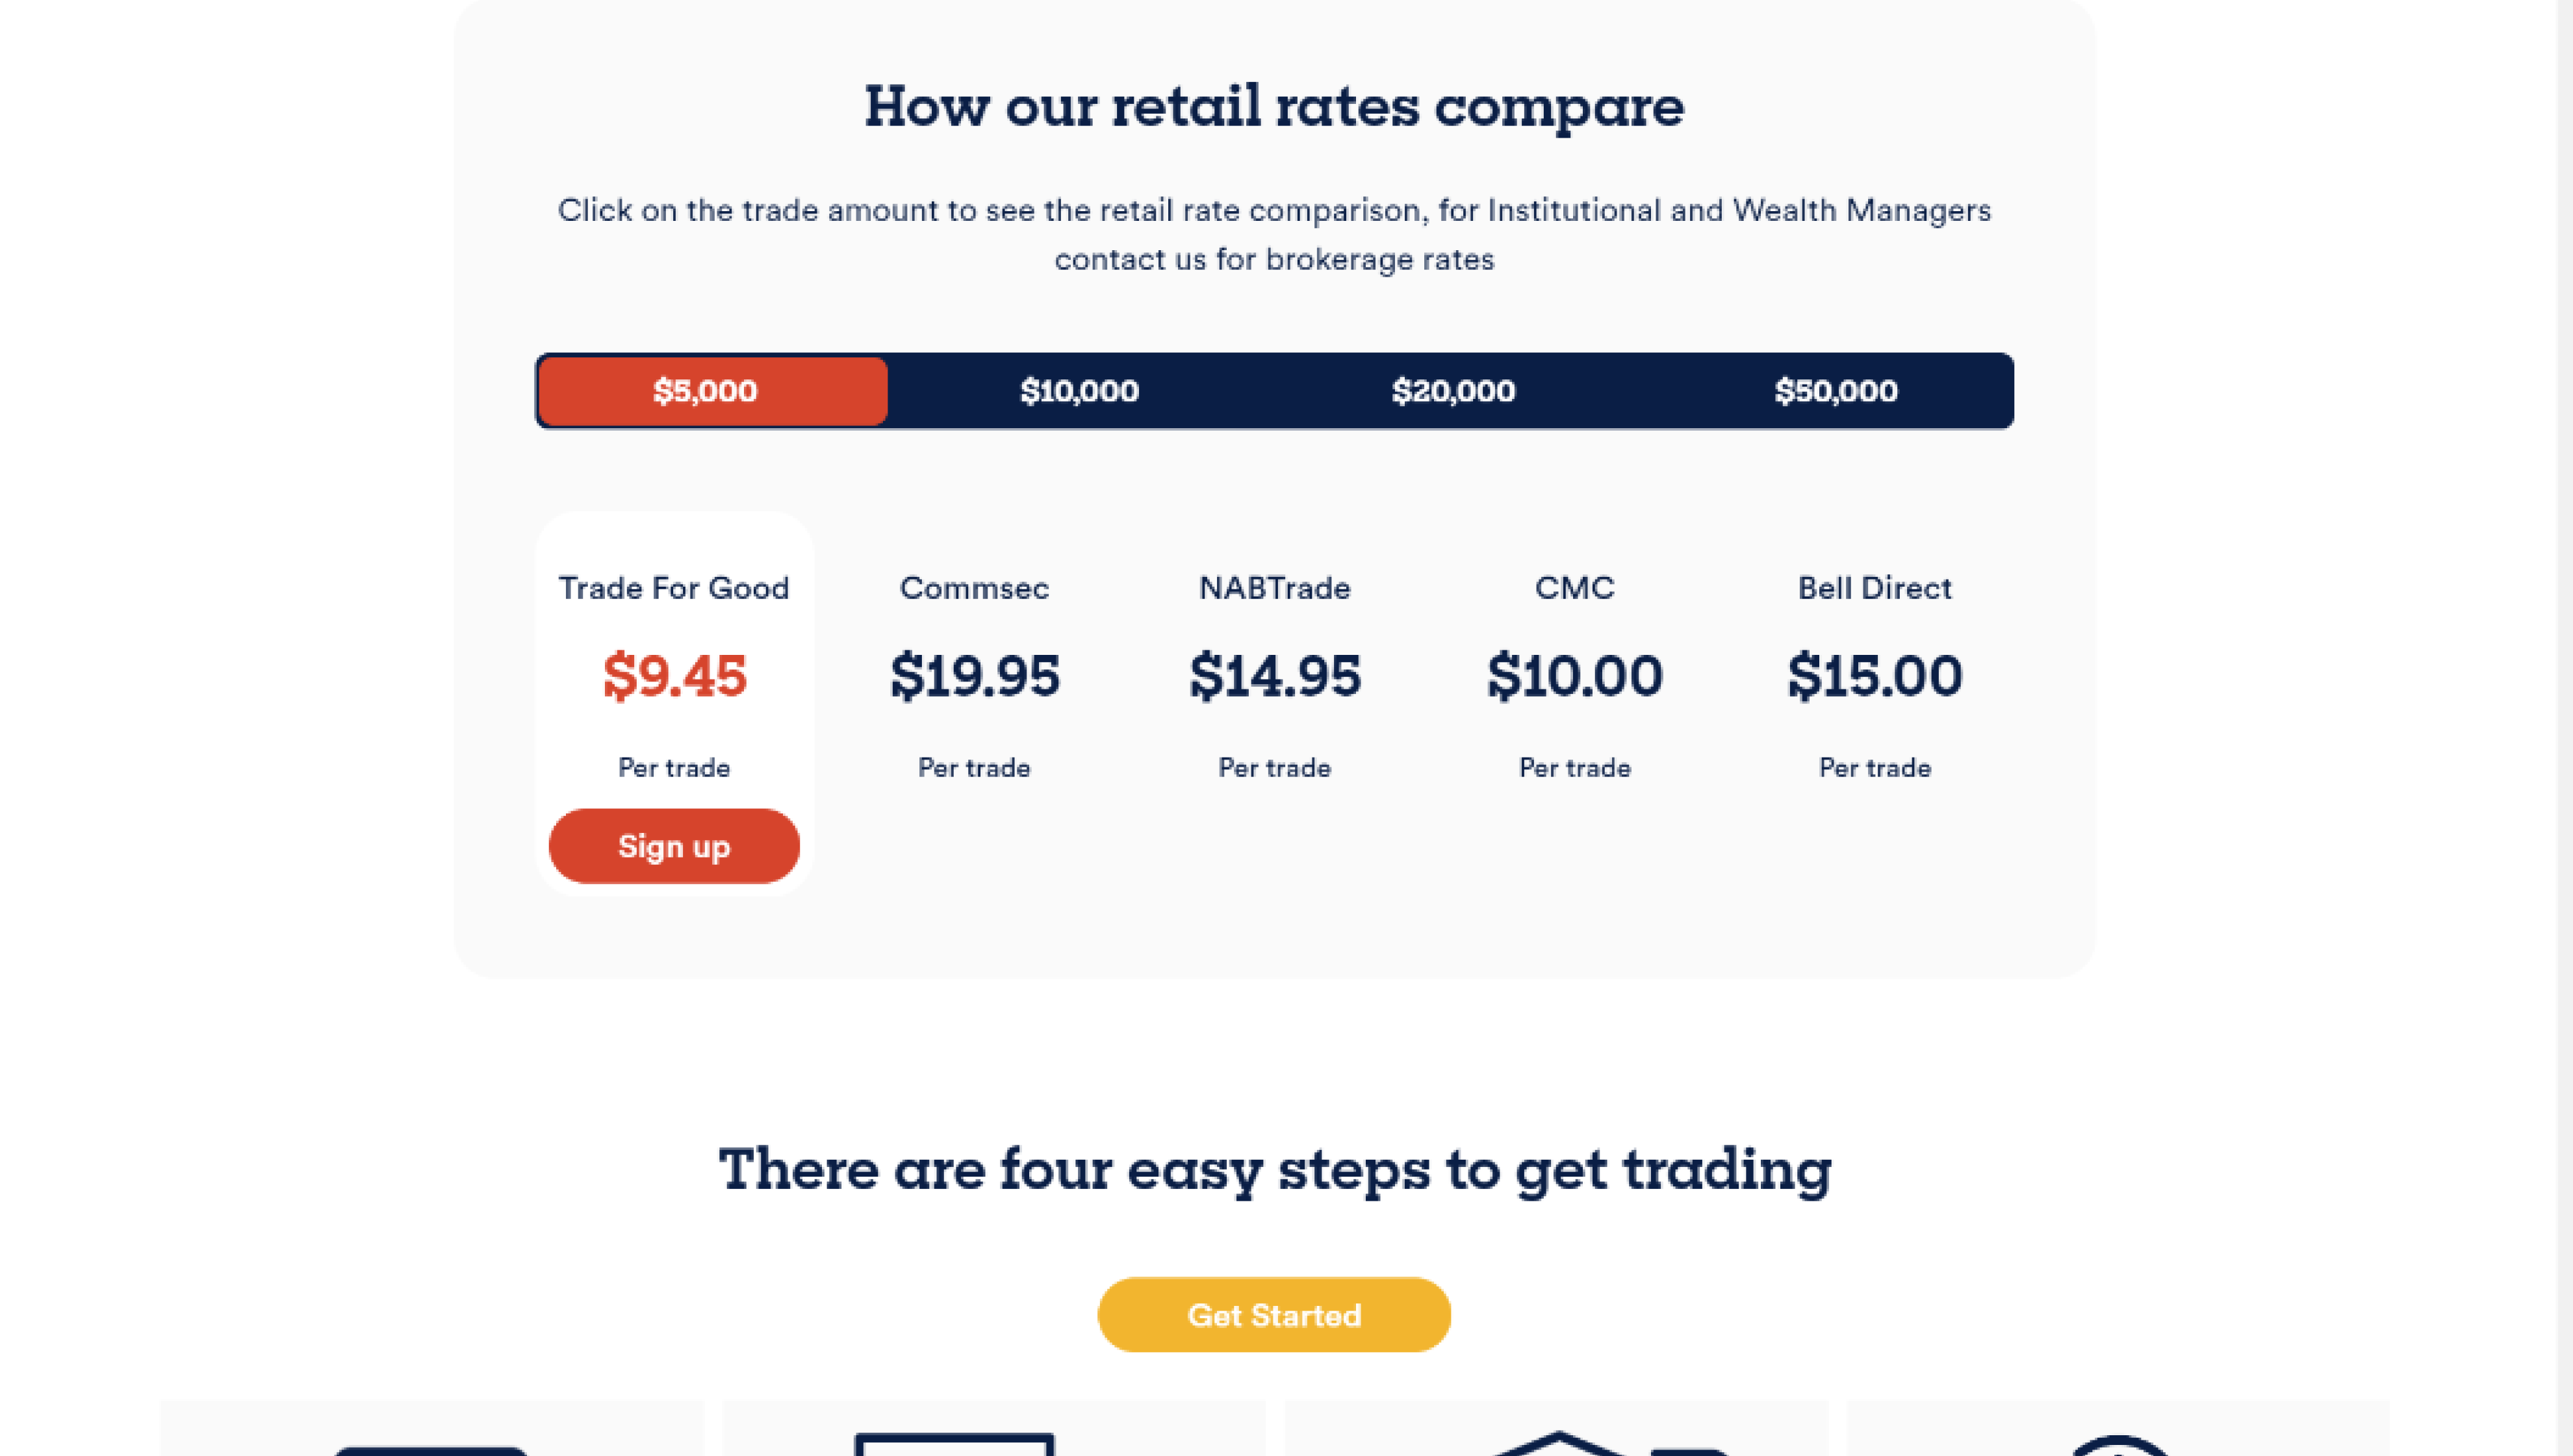 How our retail rates compare
Click on the trade amount to see the retail rate comparison, for Institutional and Wealth Managers
contact us for brokerage rates
$5,000 $10,000 $20,000 $50,000
Trade For Good Commsec NABTrade CMC Bell Direct
$9.45 $19.95 $14.95 $10.00 $15.00
Per trade Per trade Per trade Per trade Per trade
Sign up
There are four easy steps to get trading
Get Started